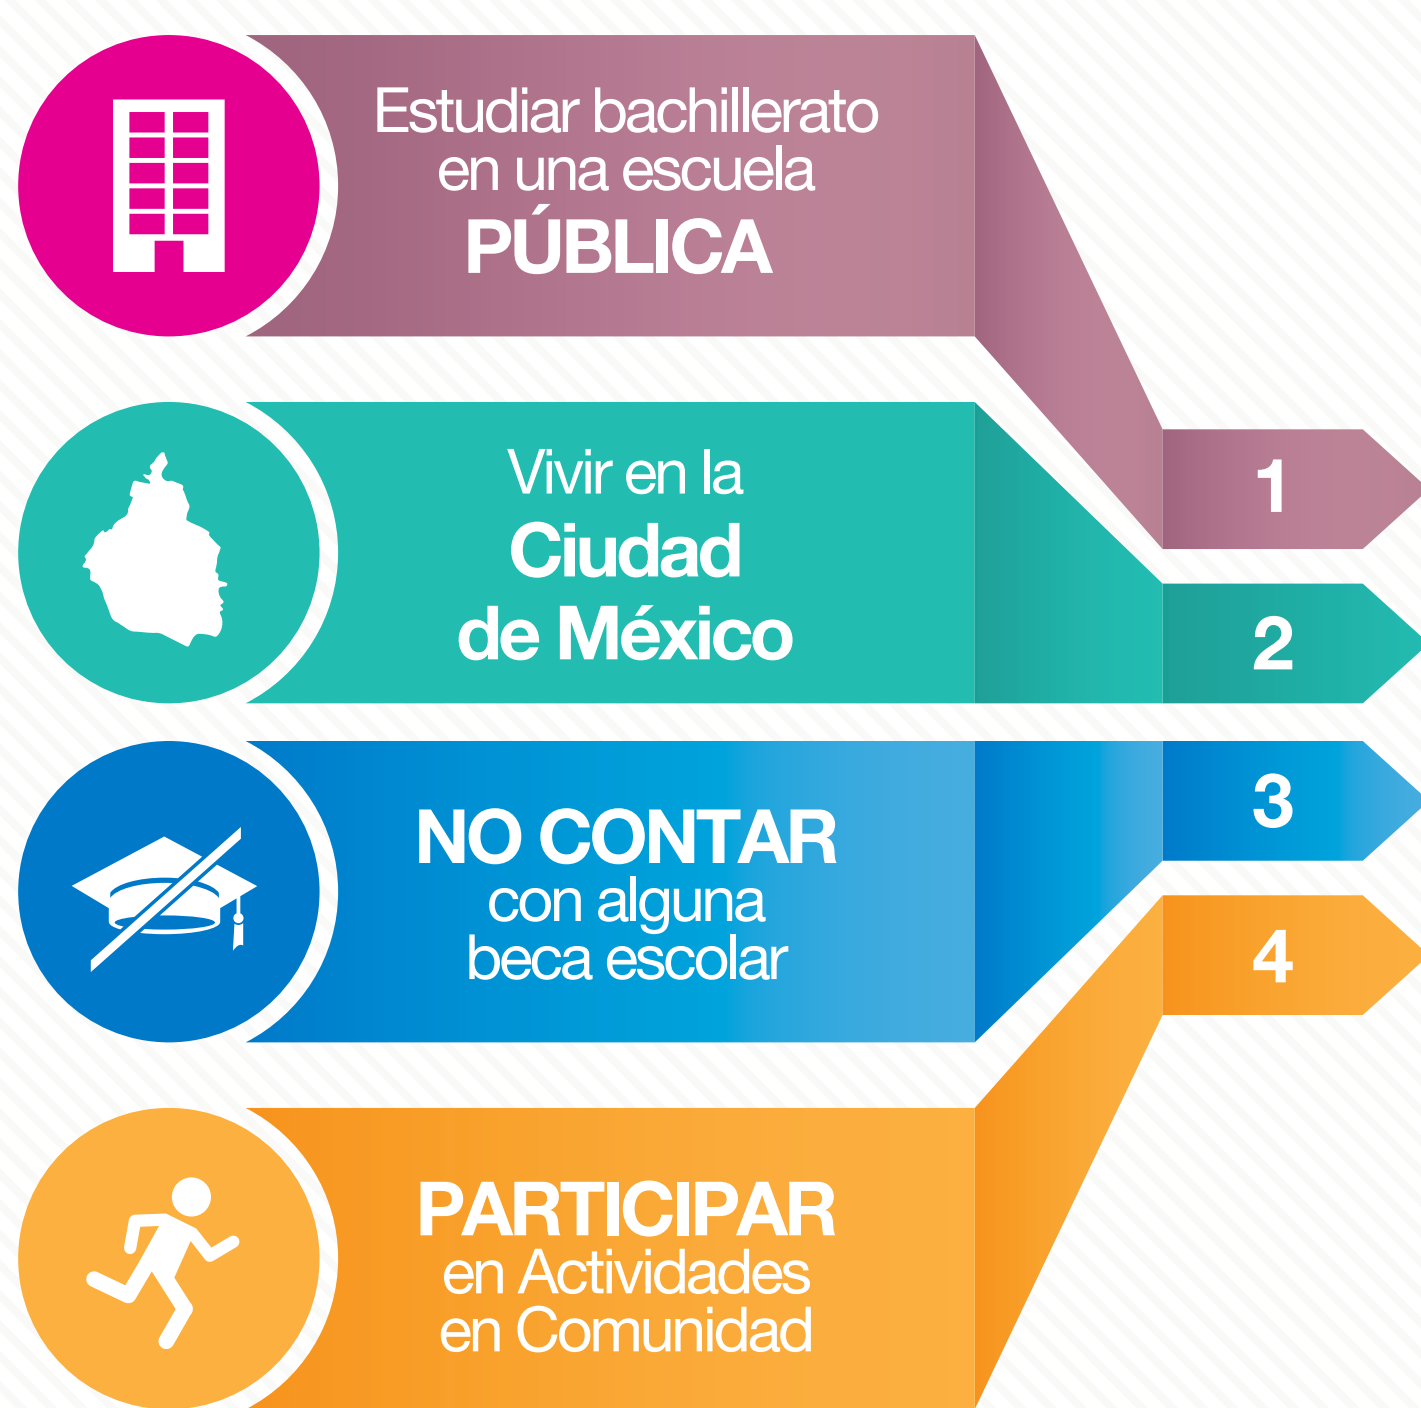 Estudiar bachillerato
en una escuela
PÚBLICA
1
Vivir en la
Ciudad
de México
2
NO CONTAR
con alguna
beca escolar
3
PARTICIPAR
en Actividades
en Comunidad
4